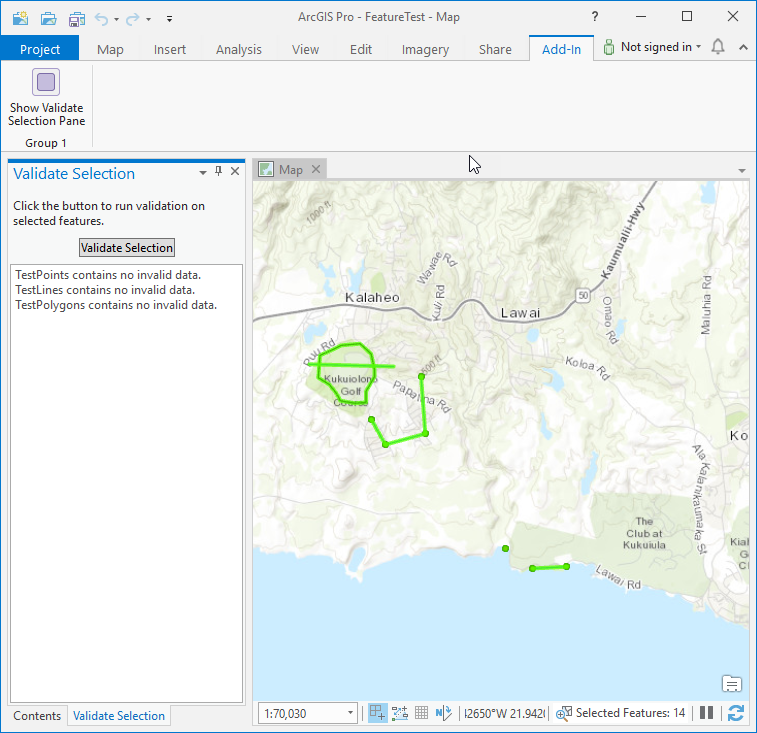 ArcGIS Pro - FeatureTest - Map
?
Project Map Insert Analysis View Edit Imagery Share Add-In Not signed in
Show Validate
Selection Pane
Group 1
Validate Selection
Map
Click the button to run validation on
selected features.
Validate Selection
TestPoints contains no invalid data.
TestLines contains no invalid data.
TestPolygons contains no invalid data.
1000 ft
Kaumualii-Hwy
Wawae Rd
Kua Rd
Kalaheo
Lawai
50
Omao Rd
Maluhia Rd
Puu Rd
600 ft
Koloa Rd
Kukuiolono
Golf
Course
Papalina Rd
Ko
Ala Kalanikaumaka St
The
Club at
Kukuiula
Kiah
G
C
Lawai Rd
Contents Validate Selection
1:70,030
42650°W 21.9420
Selected Features: 14